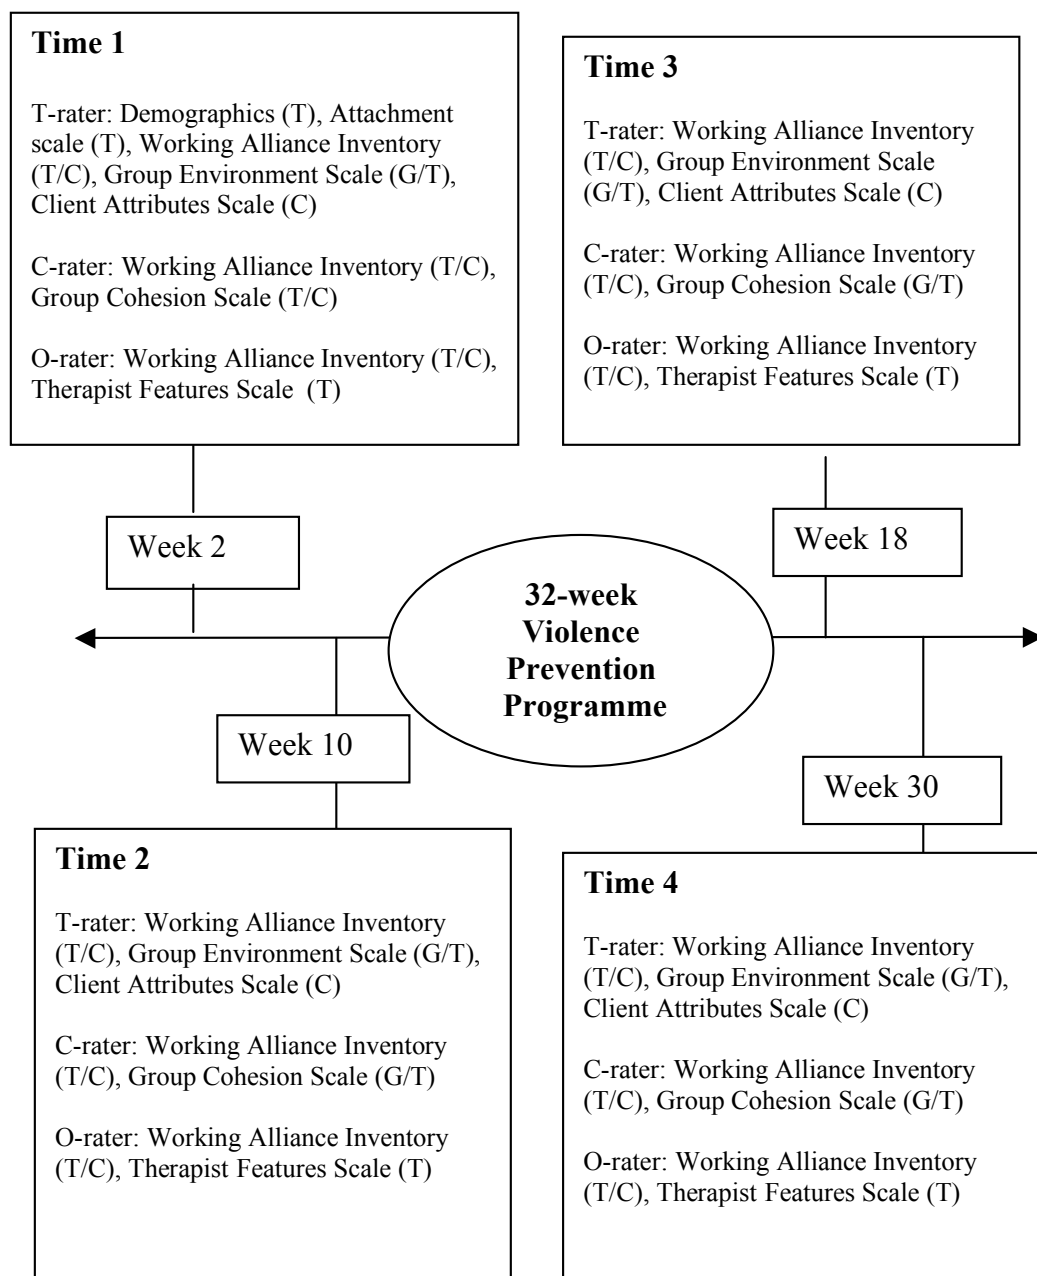 Time 1
T-rater: Demographics (T), Attachment
scale (T), Working Alliance Inventory
(T/C), Group Environment Scale (G/T),
Client Attributes Scale (C)
C-rater: Working Alliance Inventory (T/C),
Group Cohesion Scale (T/C)
O-rater: Working Alliance Inventory (T/C),
Therapist Features Scale (T)
Time 3
T-rater: Working Alliance Inventory
(T/C), Group Environment Scale
(G/T), Client Attributes Scale (C)
C-rater: Working Alliance Inventory
(T/C), Group Cohesion Scale (G/T)
O-rater: Working Alliance Inventory
(T/C), Therapist Features Scale (T)
Week 2
Week 18
32-week
Violence
Prevention
Programme
Week 10
Week 30
Time 2
T-rater: Working Alliance Inventory
(T/C), Group Environment Scale (G/T),
Client Attributes Scale (C)
C-rater: Working Alliance Inventory
(T/C), Group Cohesion Scale (G/T)
O-rater: Working Alliance Inventory
(T/C), Therapist Features Scale (T)
Time 4
T-rater: Working Alliance Inventory
(T/C), Group Environment Scale (G/T),
Client Attributes Scale (C)
C-rater: Working Alliance Inventory
(T/C), Group Cohesion Scale (G/T)
O-rater: Working Alliance Inventory
(T/C), Therapist Features Scale (T)